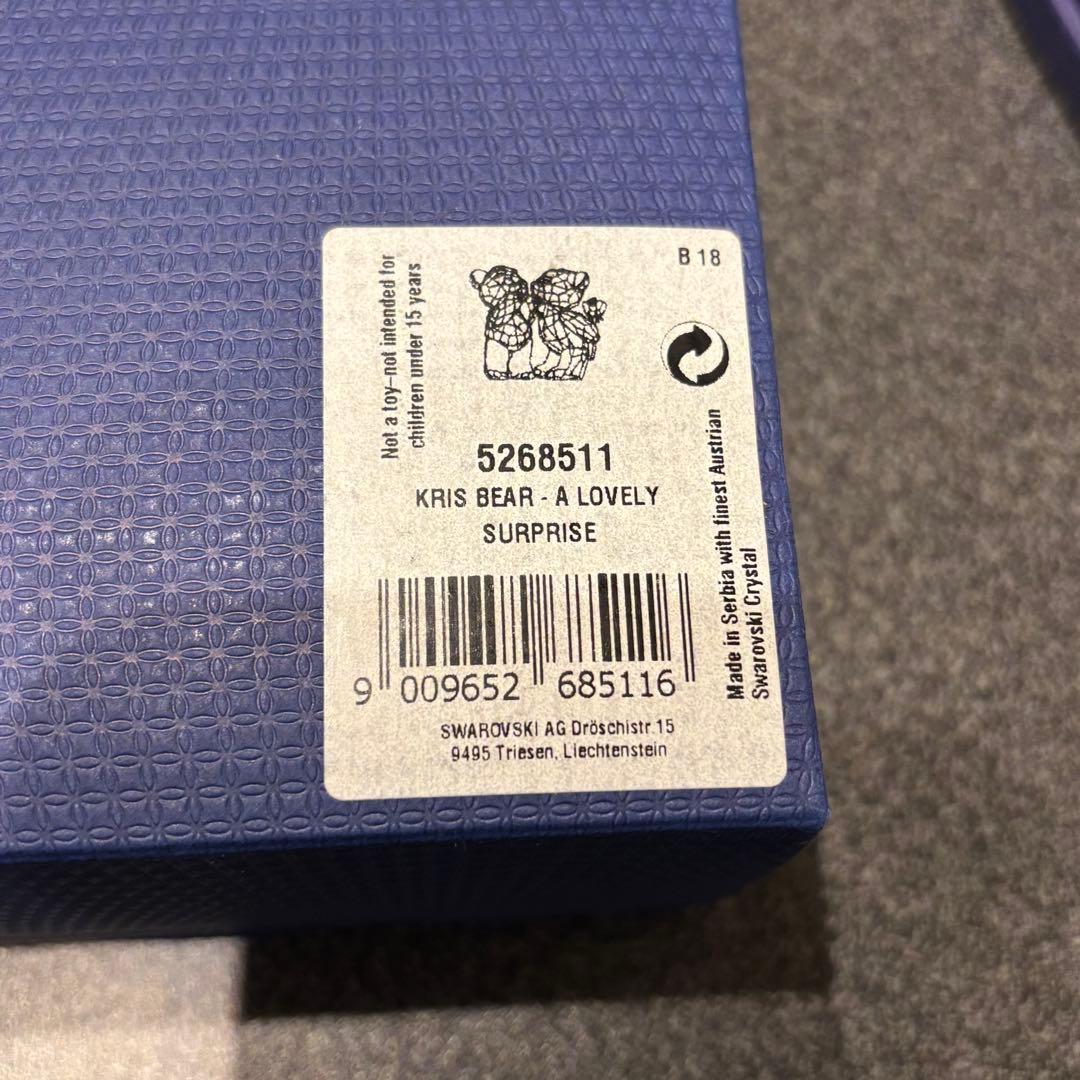 B 18
Not a toy–not intended for
children under 15 years
5268511
KRIS BEAR - A LOVELY
SURPRISE
Made in Serbia with finest Austrian
Swarovski Crystal
9 009652 685116
SWAROVSKI AG Dröschistr. 15
9495 Triesen, Liechtenstein